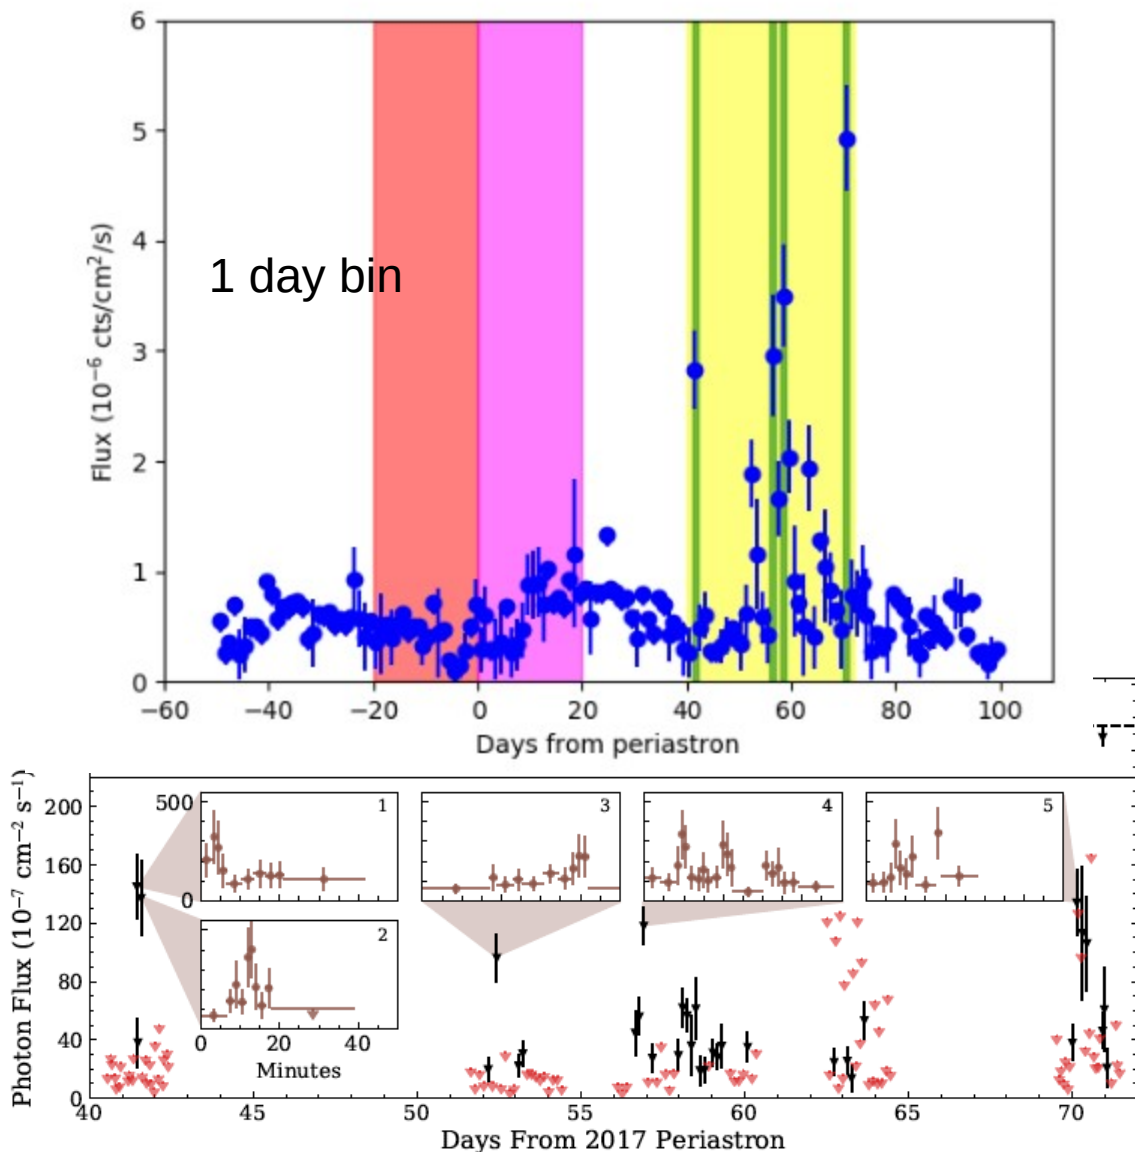 6
5
4
3
2
1
0
Flux (10⁻⁶ cts/cm²/s)
1 day bin
−60 −40 −20 0 20 40 60 80 100
Days from periastron
200
160
120
80
40
0
Photon Flux (10⁻⁷ cm⁻² s⁻¹)
500
0
1
2
0 20 40
Minutes
3
4
5
40 45 50 55 60 65 70
Days From 2017 Periastron